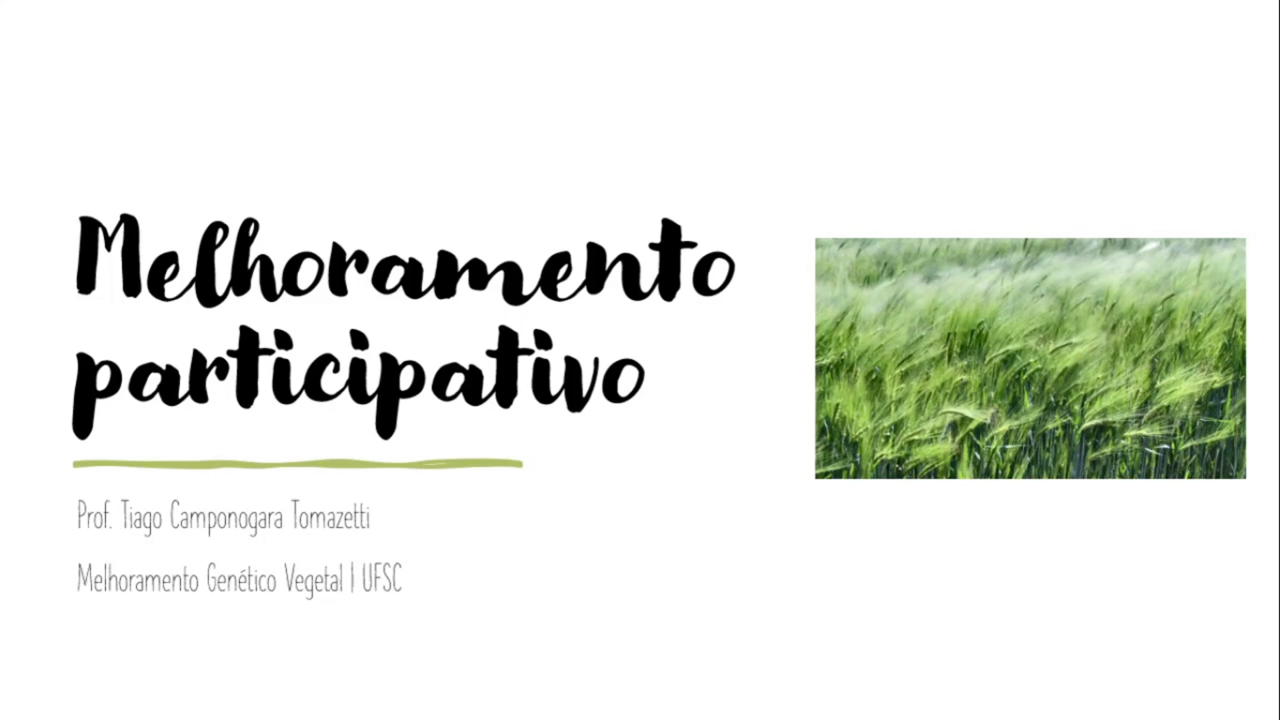 Melhoramento
participativo
Prof. Tiago Camponogara Tomazetti
Melhoramento Genético Vegetal | UFSC